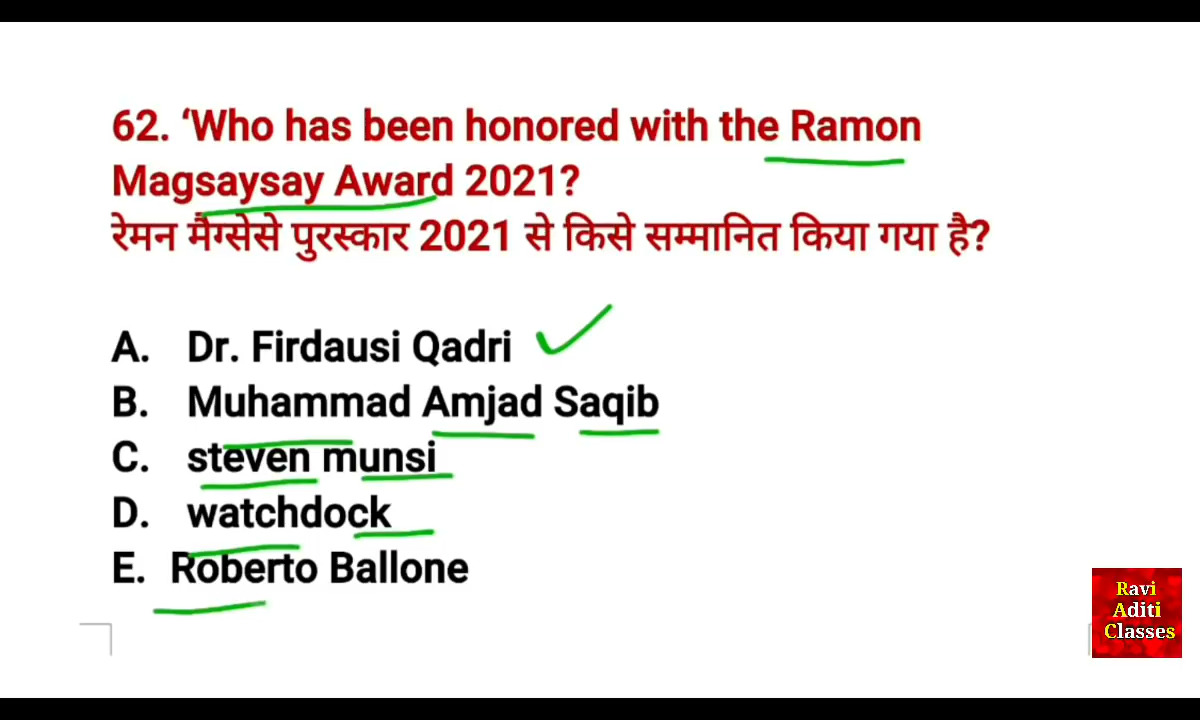 62. ‘Who has been honored with the Ramon
Magsaysay Award 2021?
रेमन मैग्सेसे पुरस्कार 2021 से किसे सम्मानित किया गया है?
A. Dr. Firdausi Qadri
B. Muhammad Amjad Saqib
C. steven munsi
D. watchdock
E. Roberto Ballone
Ravi
Aditi
Classes